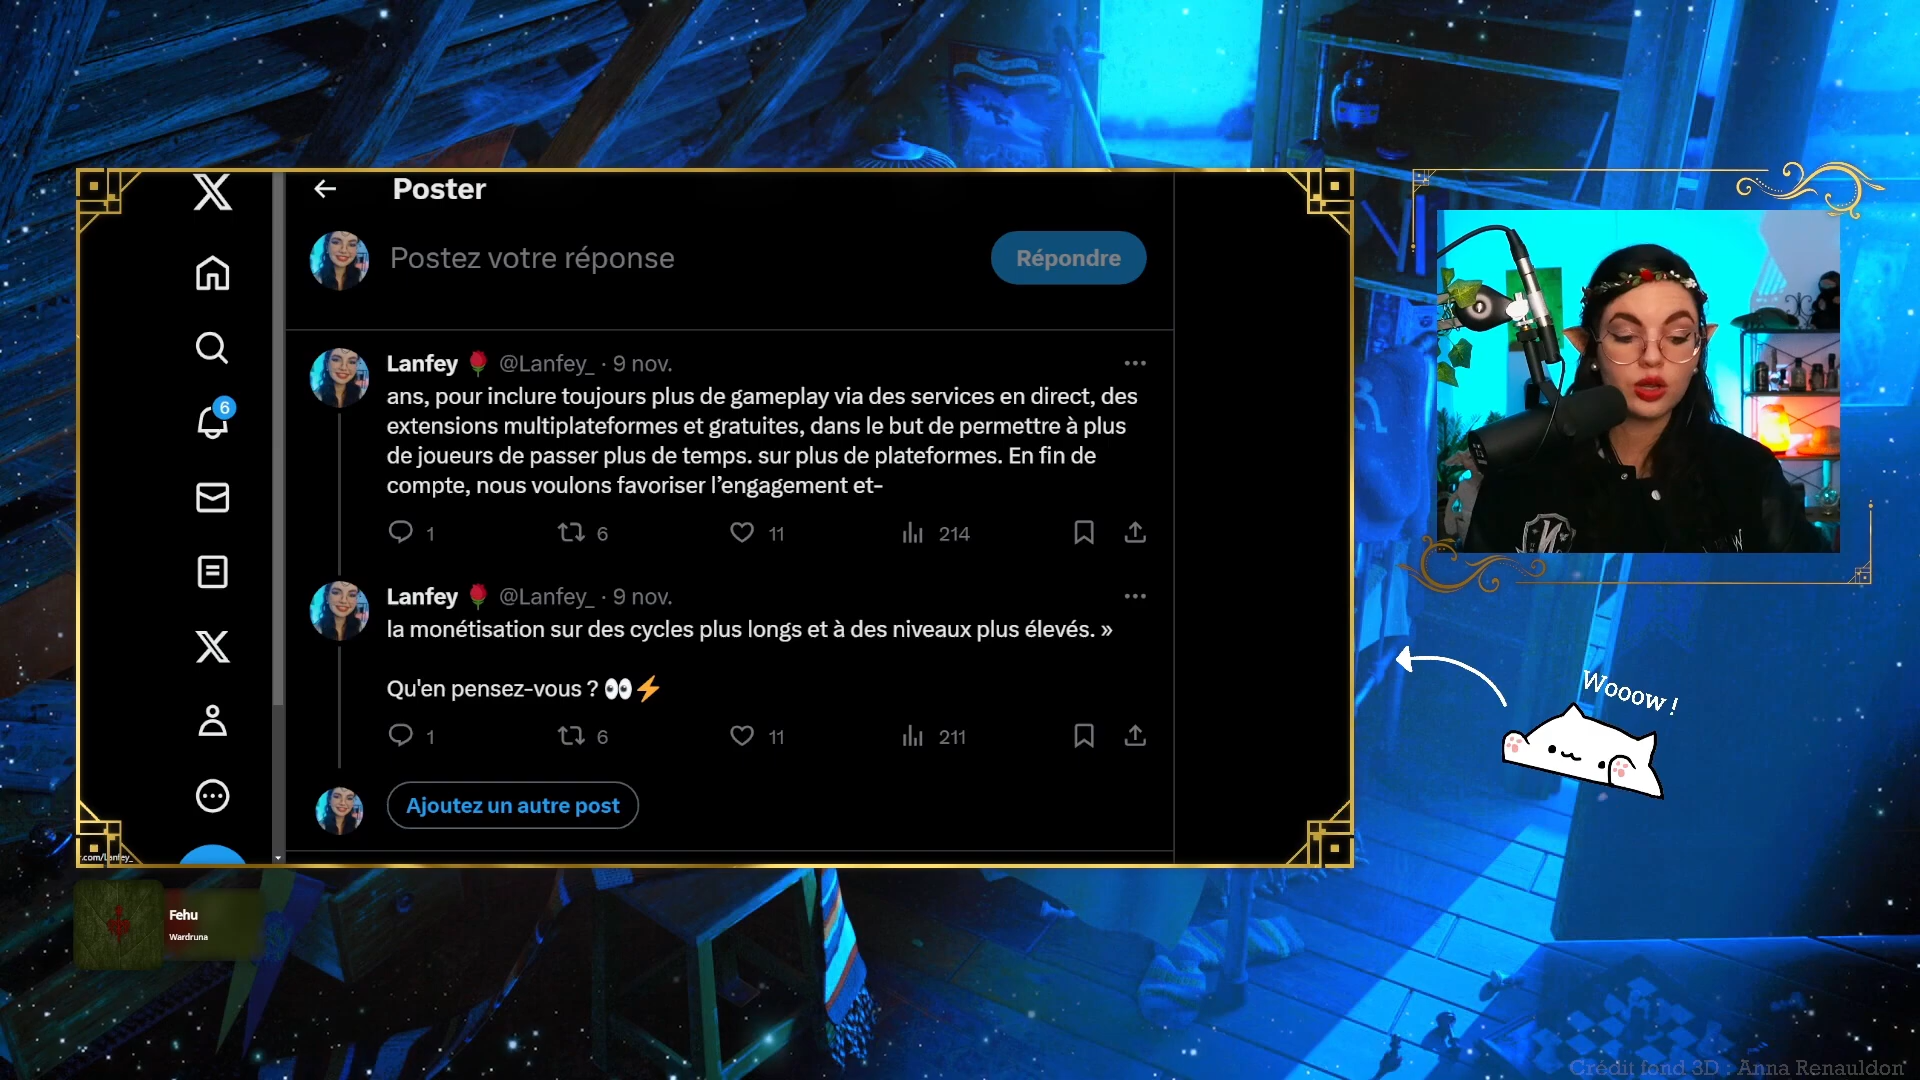 Poster
Postez votre réponse
Répondre
6
Lanfey @Lanfey_ · 9 nov.
ans, pour inclure toujours plus de gameplay via des services en direct, des
extensions multiplateformes et gratuites, dans le but de permettre à plus
de joueurs de passer plus de temps. sur plus de plateformes. En fin de
compte, nous voulons favoriser l’engagement et-
1 6 11 214
Lanfey @Lanfey_ · 9 nov.
la monétisation sur des cycles plus longs et à des niveaux plus élevés. »
Qu'en pensez-vous ?
1 6 11 211
Ajoutez un autre post
.com/Lanfey_
Wooow !
Fehu
Wardruna
Crédit fond 3D : Anna Renauldon